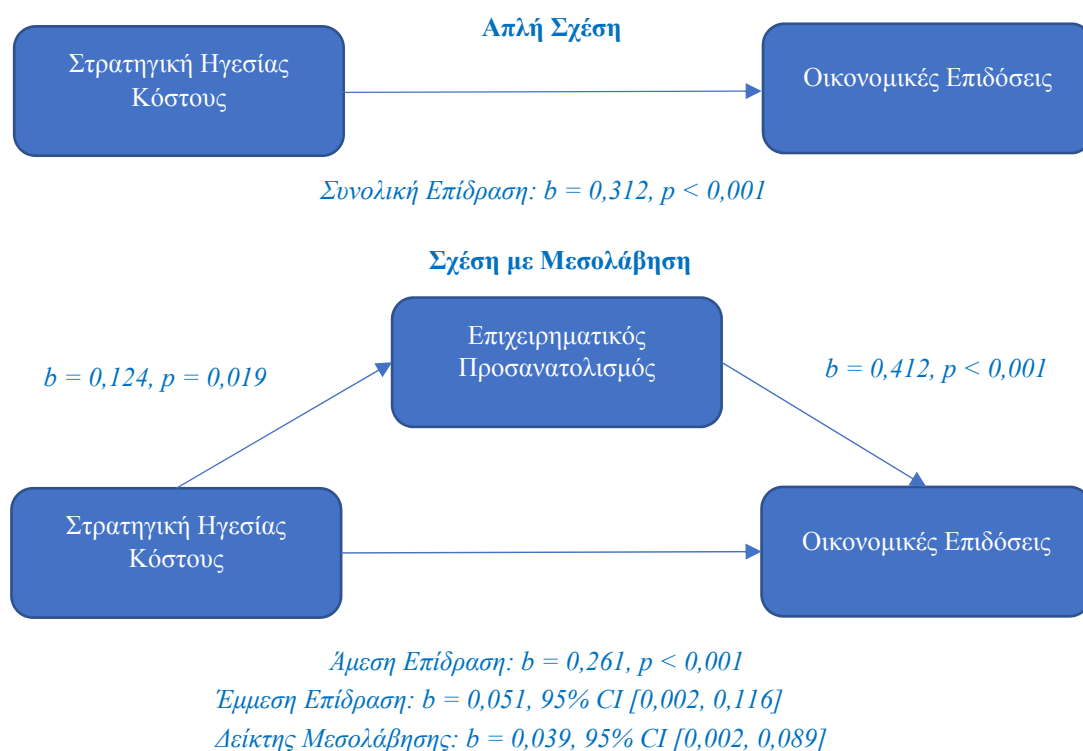 Απλή Σχέση
Στρατηγική Ηγεσίας
Κόστους
Οικονομικές Επιδόσεις
Συνολική Επίδραση: b = 0,312, p < 0,001
Σχέση με Μεσολάβηση
Επιχειρηματικός
Προσανατολισμός
b = 0,124, p = 0,019
b = 0,412, p < 0,001
Στρατηγική Ηγεσίας
Κόστους
Οικονομικές Επιδόσεις
Άμεση Επίδραση: b = 0,261, p < 0,001
Έμμεση Επίδραση: b = 0,051, 95% CI [0,002, 0,116]
Δείκτης Μεσολάβησης: b = 0,039, 95% CI [0,002, 0,089]